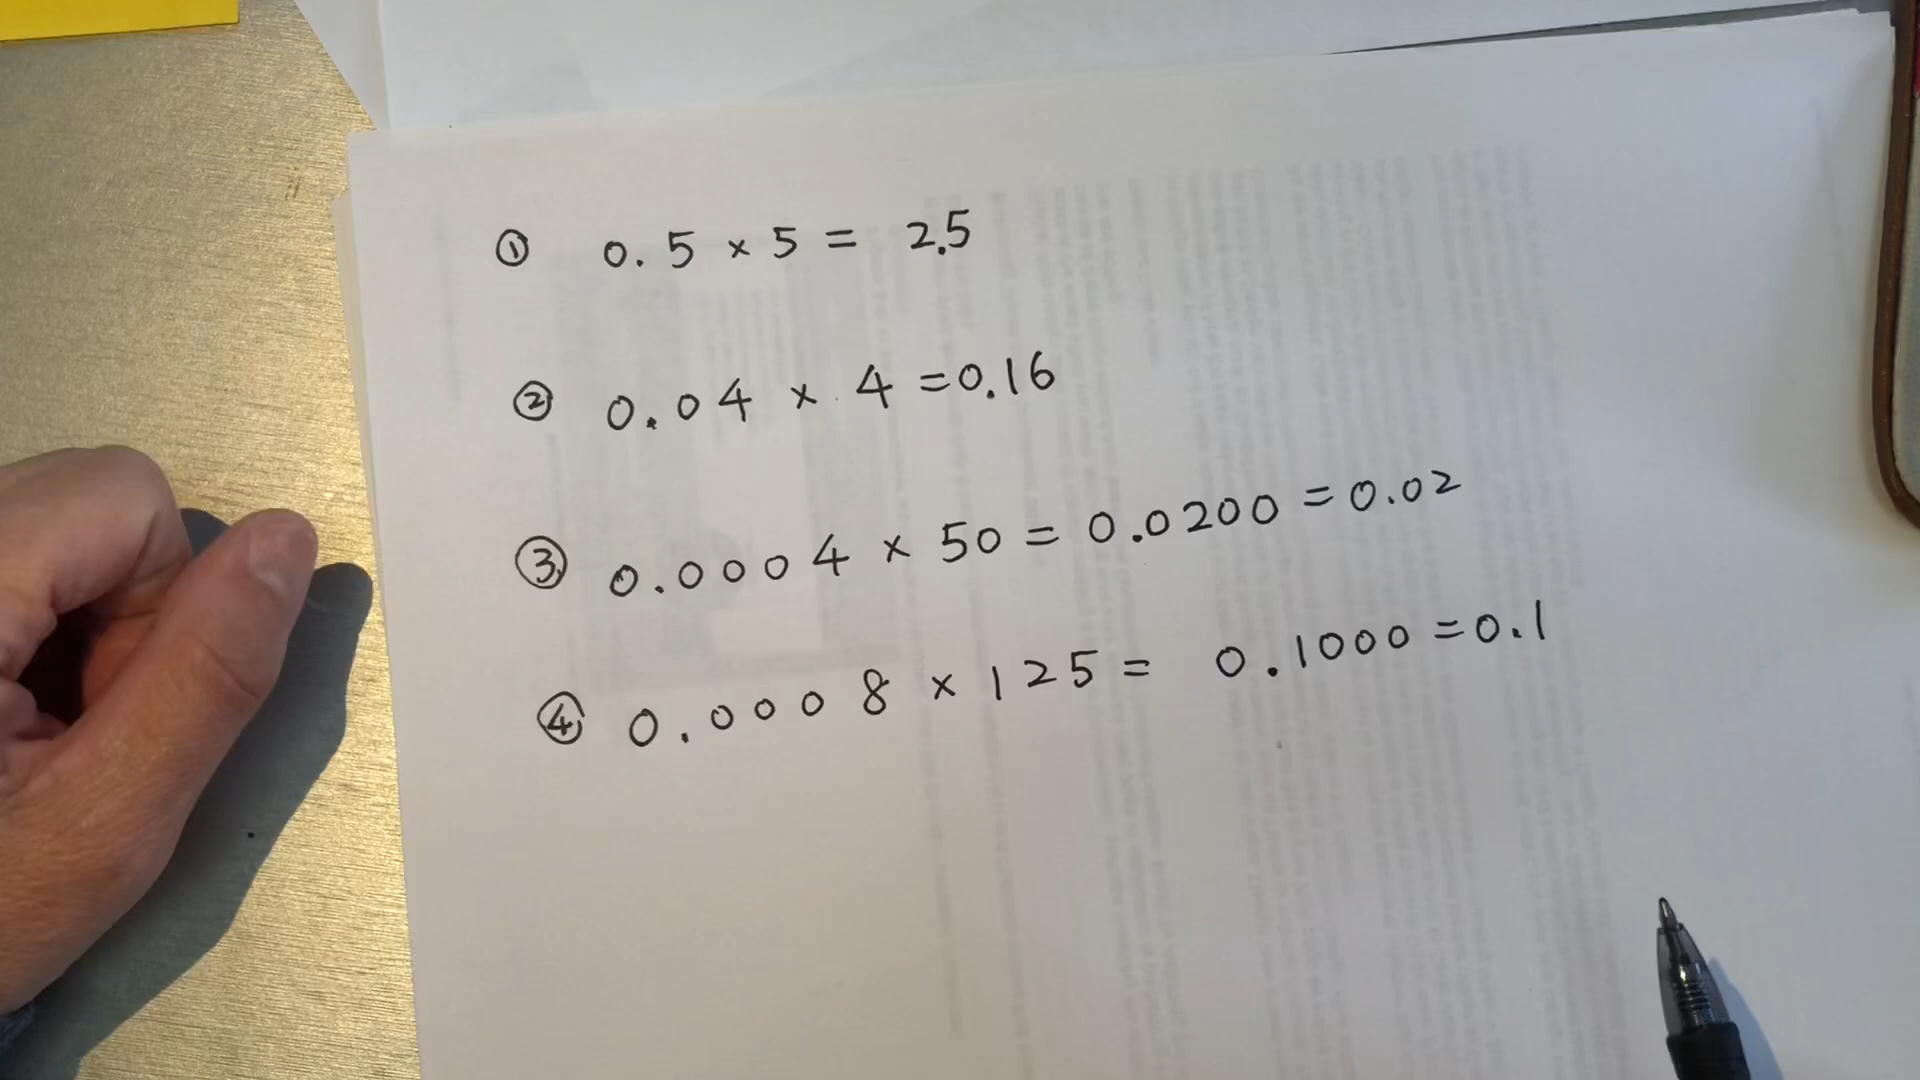 ① 0.5 × 5 = 2.5
② 0.04 × 4 = 0.16
③ 0.0004 × 50 = 0.0200 = 0.02
④ 0.0008 × 125 = 0.1000 = 0.1